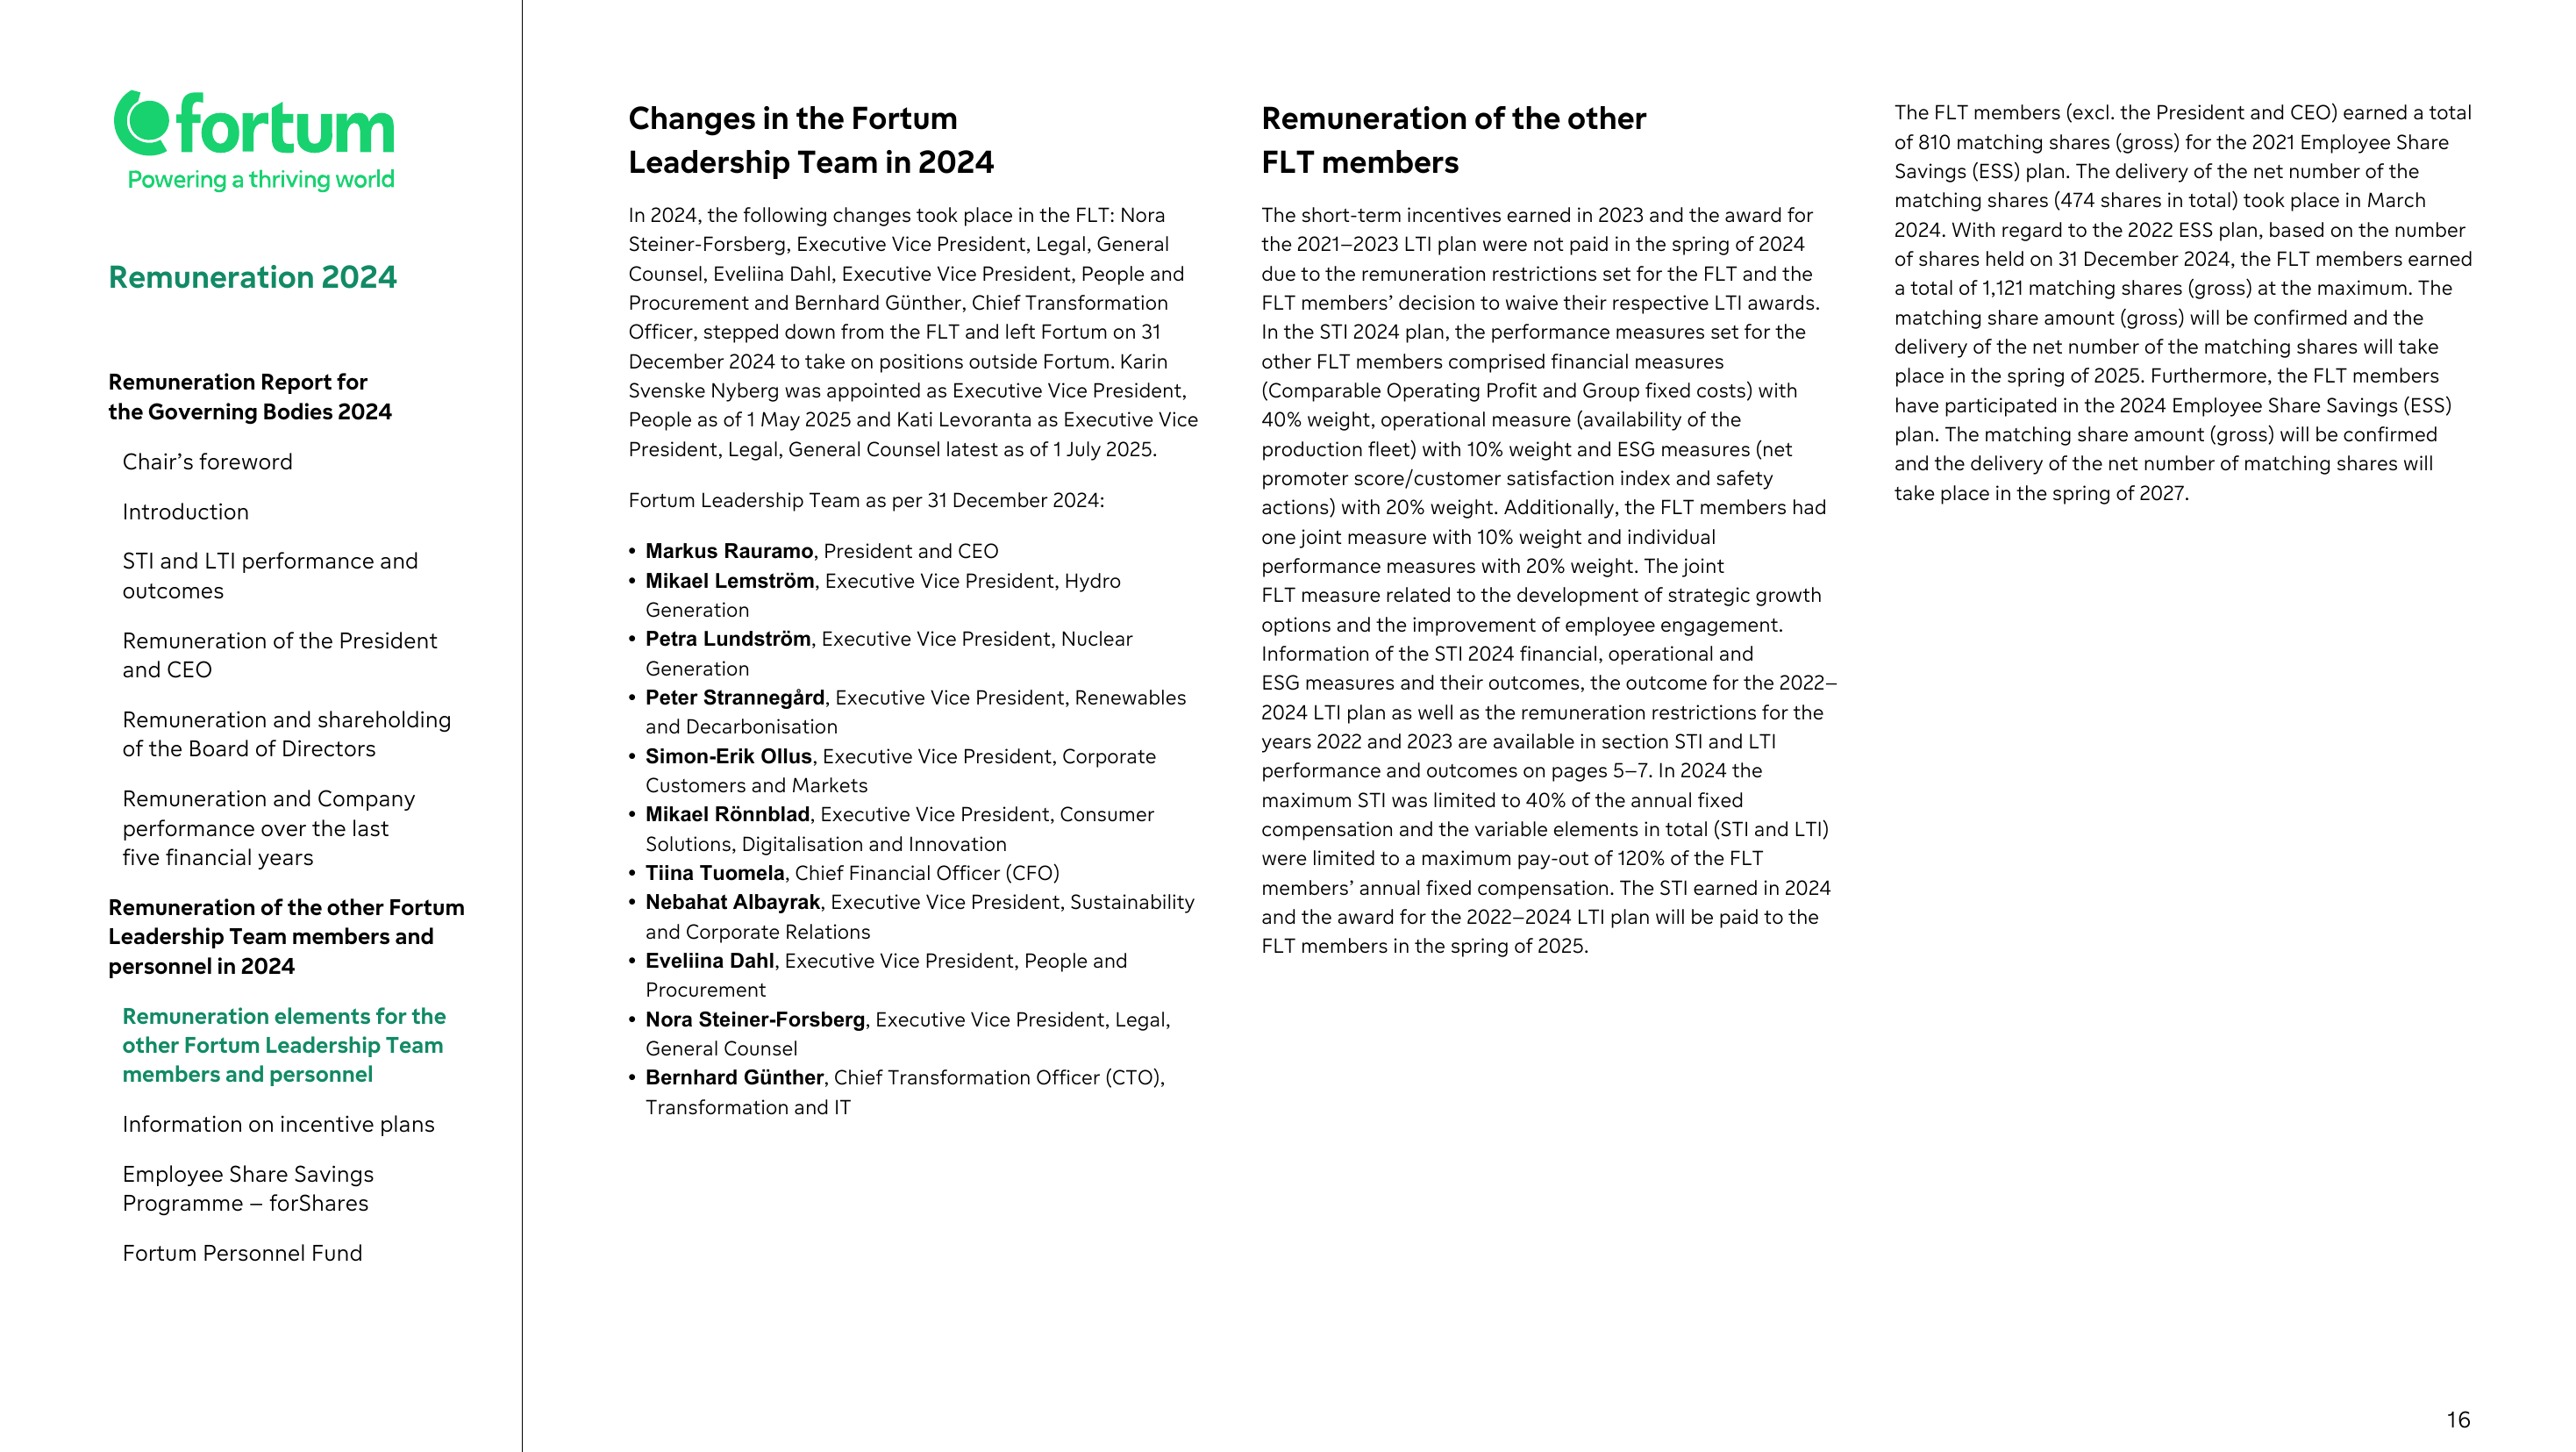 fortum
Powering a thriving world
Remuneration 2024
Remuneration Report for
the Governing Bodies 2024
Chair’s foreword
Introduction
STI and LTI performance and
outcomes
Remuneration of the President
and CEO
Remuneration and shareholding
of the Board of Directors
Remuneration and Company
performance over the last
five financial years
Remuneration of the other Fortum
Leadership Team members and
personnel in 2024
Remuneration elements for the
other Fortum Leadership Team
members and personnel
Information on incentive plans
Employee Share Savings
Programme – forShares
Fortum Personnel Fund
Changes in the Fortum
Leadership Team in 2024
In 2024, the following changes took place in the FLT: Nora
Steiner-Forsberg, Executive Vice President, Legal, General
Counsel, Eveliina Dahl, Executive Vice President, People and
Procurement and Bernhard Günther, Chief Transformation
Officer, stepped down from the FLT and left Fortum on 31
December 2024 to take on positions outside Fortum. Karin
Svenske Nyberg was appointed as Executive Vice President,
People as of 1 May 2025 and Kati Levoranta as Executive Vice
President, Legal, General Counsel latest as of 1 July 2025.
Fortum Leadership Team as per 31 December 2024:
• Markus Rauramo, President and CEO
• Mikael Lemström, Executive Vice President, Hydro
Generation
• Petra Lundström, Executive Vice President, Nuclear
Generation
• Peter Strannegård, Executive Vice President, Renewables
and Decarbonisation
• Simon-Erik Ollus, Executive Vice President, Corporate
Customers and Markets
• Mikael Rönnblad, Executive Vice President, Consumer
Solutions, Digitalisation and Innovation
• Tiina Tuomela, Chief Financial Officer (CFO)
• Nebahat Albayrak, Executive Vice President, Sustainability
and Corporate Relations
• Eveliina Dahl, Executive Vice President, People and
Procurement
• Nora Steiner-Forsberg, Executive Vice President, Legal,
General Counsel
• Bernhard Günther, Chief Transformation Officer (CTO),
Transformation and IT
Remuneration of the other
FLT members
The short-term incentives earned in 2023 and the award for
the 2021–2023 LTI plan were not paid in the spring of 2024
due to the remuneration restrictions set for the FLT and the
FLT members’ decision to waive their respective LTI awards.
In the STI 2024 plan, the performance measures set for the
other FLT members comprised financial measures
(Comparable Operating Profit and Group fixed costs) with
40% weight, operational measure (availability of the
production fleet) with 10% weight and ESG measures (net
promoter score/customer satisfaction index and safety
actions) with 20% weight. Additionally, the FLT members had
one joint measure with 10% weight and individual
performance measures with 20% weight. The joint
FLT measure related to the development of strategic growth
options and the improvement of employee engagement.
Information of the STI 2024 financial, operational and
ESG measures and their outcomes, the outcome for the 2022–
2024 LTI plan as well as the remuneration restrictions for the
years 2022 and 2023 are available in section STI and LTI
performance and outcomes on pages 5–7. In 2024 the
maximum STI was limited to 40% of the annual fixed
compensation and the variable elements in total (STI and LTI)
were limited to a maximum pay-out of 120% of the FLT
members’ annual fixed compensation. The STI earned in 2024
and the award for the 2022–2024 LTI plan will be paid to the
FLT members in the spring of 2025.
The FLT members (excl. the President and CEO) earned a total
of 810 matching shares (gross) for the 2021 Employee Share
Savings (ESS) plan. The delivery of the net number of the
matching shares (474 shares in total) took place in March
2024. With regard to the 2022 ESS plan, based on the number
of shares held on 31 December 2024, the FLT members earned
a total of 1,121 matching shares (gross) at the maximum. The
matching share amount (gross) will be confirmed and the
delivery of the net number of the matching shares will take
place in the spring of 2025. Furthermore, the FLT members
have participated in the 2024 Employee Share Savings (ESS)
plan. The matching share amount (gross) will be confirmed
and the delivery of the net number of matching shares will
take place in the spring of 2027.
16